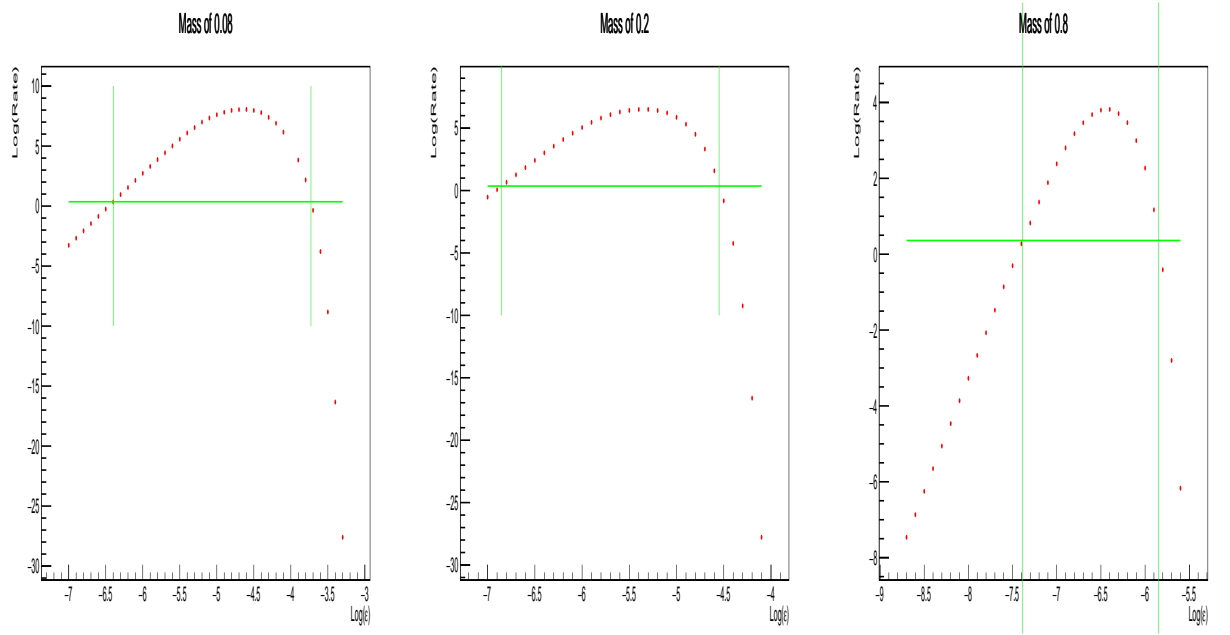 Mass of 0.08
Log(Rate)
10
5
0
−5
−10
−15
−20
−25
−30
−7 −6.5 −6 −5.5 −5 −4.5 −4 −3.5 −3
Log(ε)
Mass of 0.2
Log(Rate)
5
0
−5
−10
−15
−20
−25
−30
−7 −6.5 −6 −5.5 −5 −4.5 −4
Log(ε)
Mass of 0.8
Log(Rate)
4
2
0
−2
−4
−6
−8
−9 −8.5 −8 −7.5 −7 −6.5 −6 −5.5
Log(ε)